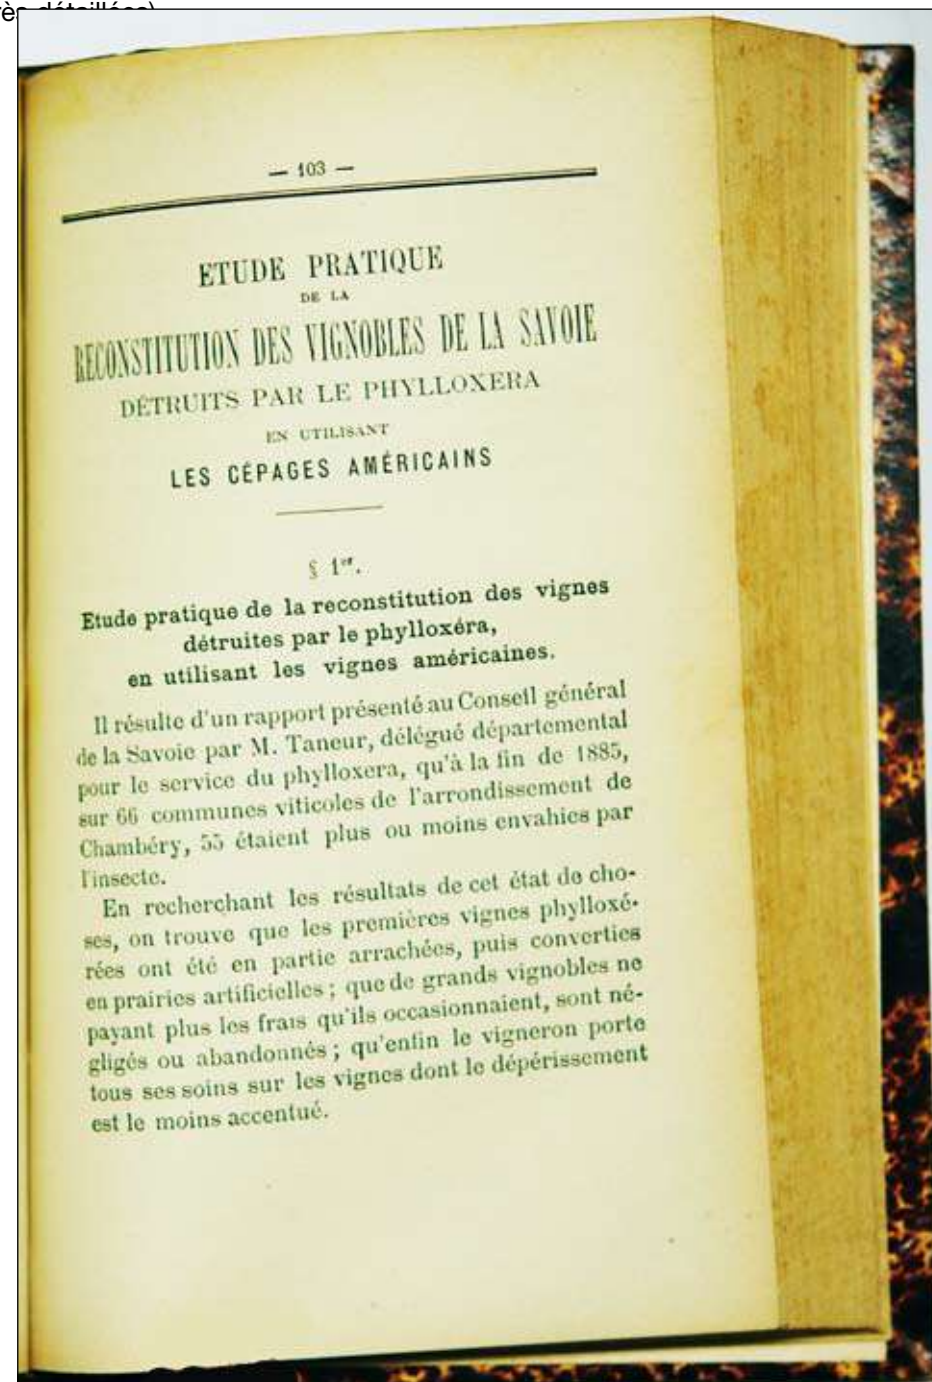 — 103 —
ETUDE PRATIQUE
DE LA
RECONSTITUTION DES VIGNOBLES DE LA SAVOIE
DÉTRUITS PAR LE PHYLLOXERA
EN UTILISANT
LES CÉPAGES AMÉRICAINS
§ 1er.
Etude pratique de la reconstitution des vignes
détruites par le phylloxéra,
en utilisant les vignes américaines.
Il résulte d'un rapport présenté au Conseil général
de la Savoie par M. Taneur, délégué départemental
pour le service du phylloxera, qu'à la fin de 1885,
sur 66 communes viticoles de l'arrondissement de
Chambéry, 55 étaient plus ou moins envahies par
l'insecte.
En recherchant les résultats de cet état de cho-
ses, on trouve que les premières vignes phylloxé-
rées ont été en partie arrachées, puis converties
en prairies artificielles ; que de grands vignobles ne
payant plus les frais qu'ils occasionnaient, sont né-
gligés ou abandonnés ; qu'enfin le vigneron porte
tous ses soins sur les vignes dont le dépérissement
est le moins accentué.